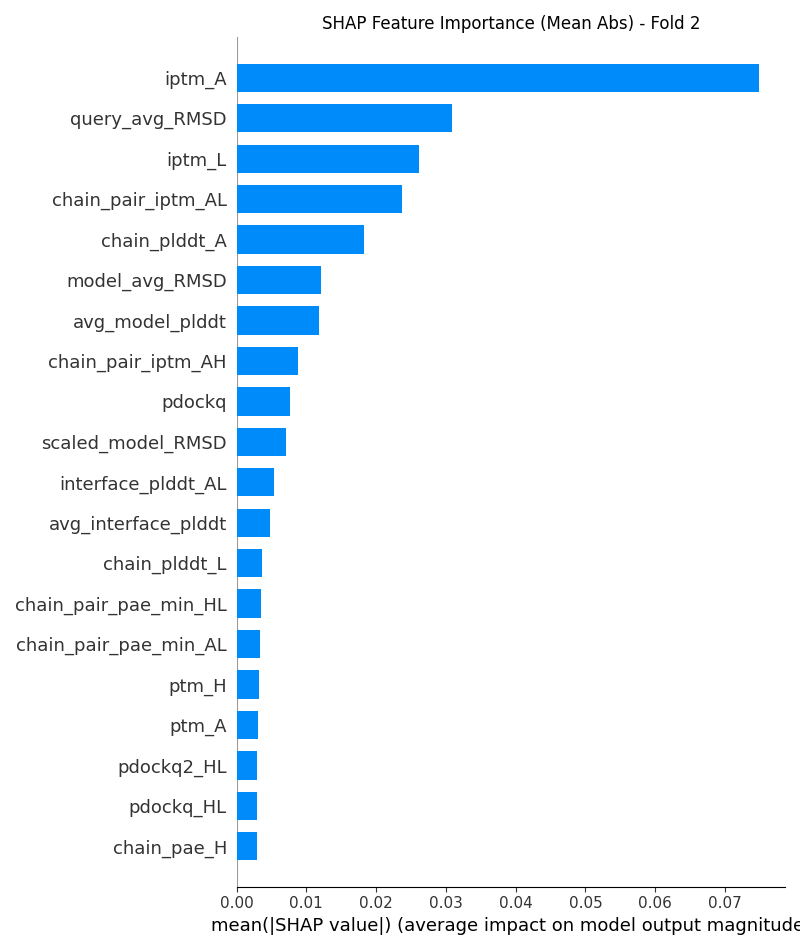 SHAP Feature Importance (Mean Abs) - Fold 2
iptm_A
query_avg_RMSD
iptm_L
chain_pair_iptm_AL
chain_plddt_A
model_avg_RMSD
avg_model_plddt
chain_pair_iptm_AH
pdockq
scaled_model_RMSD
interface_plddt_AL
avg_interface_plddt
chain_plddt_L
chain_pair_pae_min_HL
chain_pair_pae_min_AL
ptm_H
ptm_A
pdockq2_HL
pdockq_HL
chain_pae_H
0.00 0.01 0.02 0.03 0.04 0.05 0.06 0.07
mean(|SHAP value|) (average impact on model output magnitude